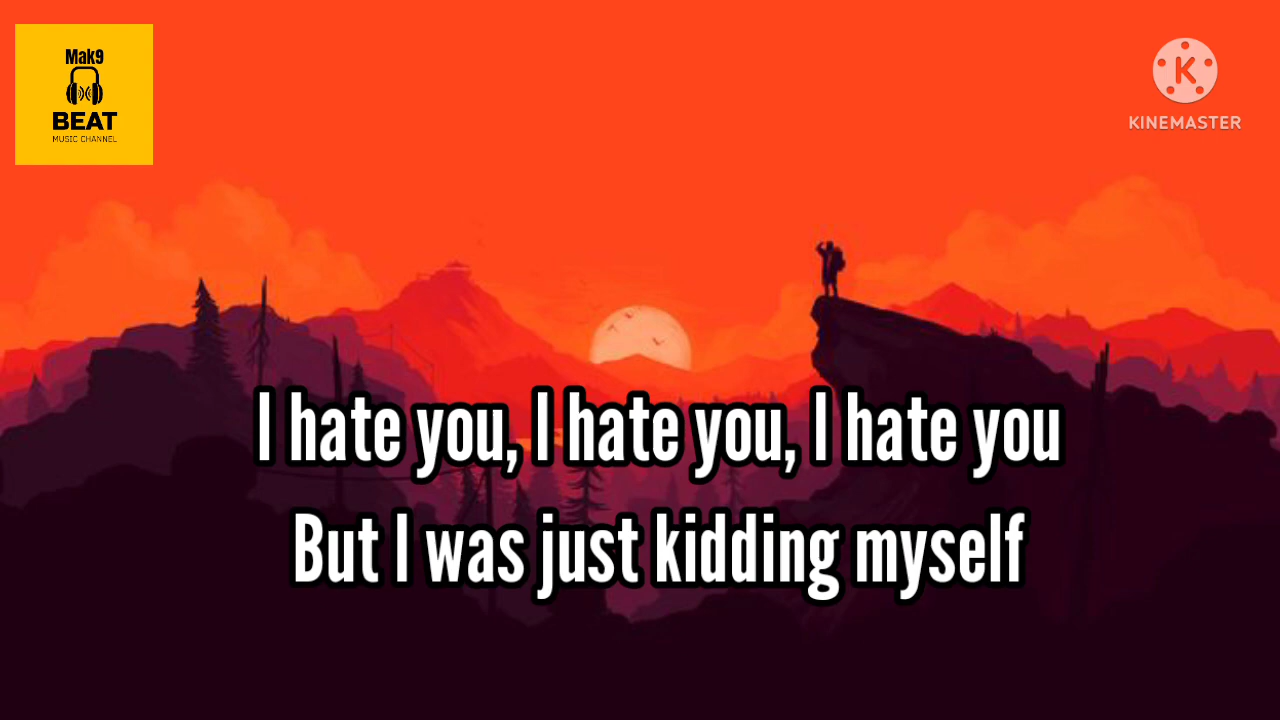 Mak9
BEAT
MUSIC CHANNEL
K
KINEMASTER
I hate you, I hate you, I hate you
But I was just kidding myself